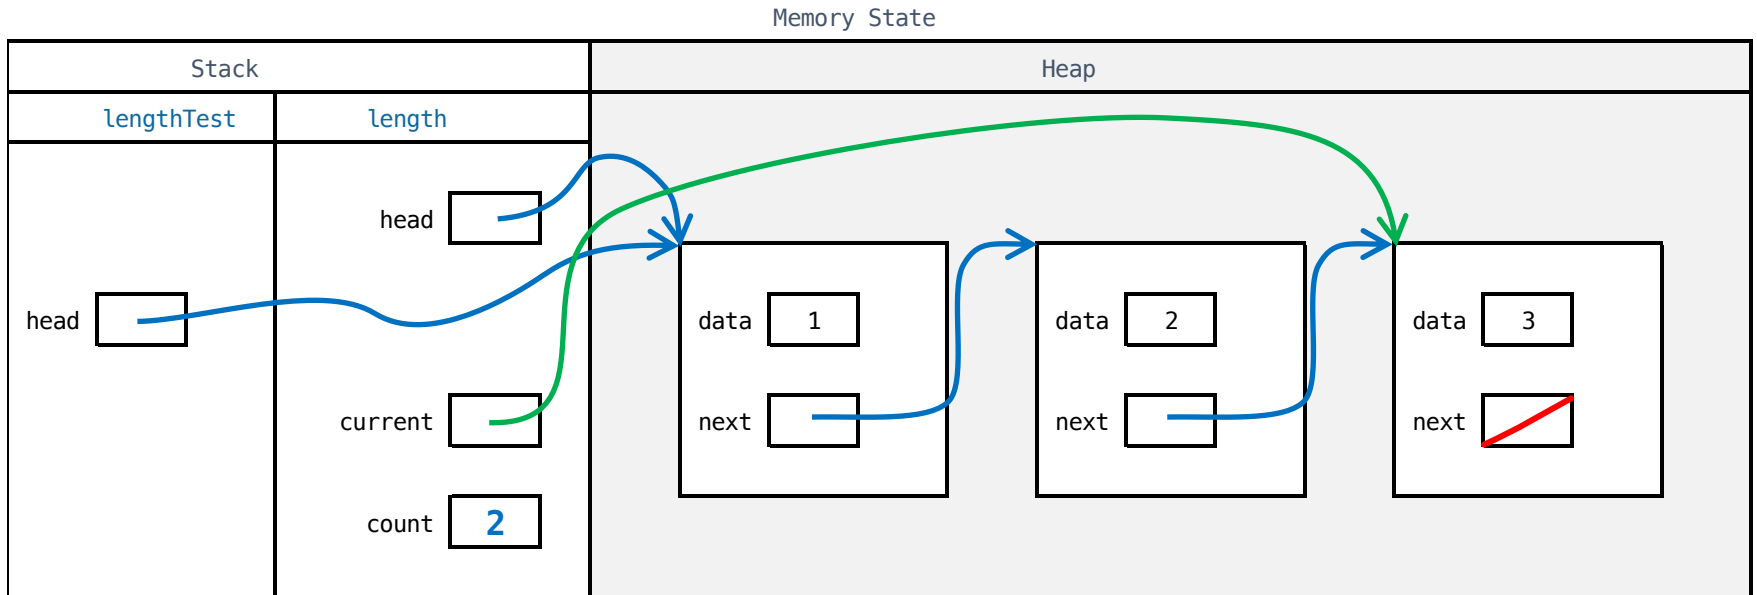 Memory State
Stack
Heap
lengthTest
length
head
head
data 1
data 2
data 3
current
next
next
next
count 2